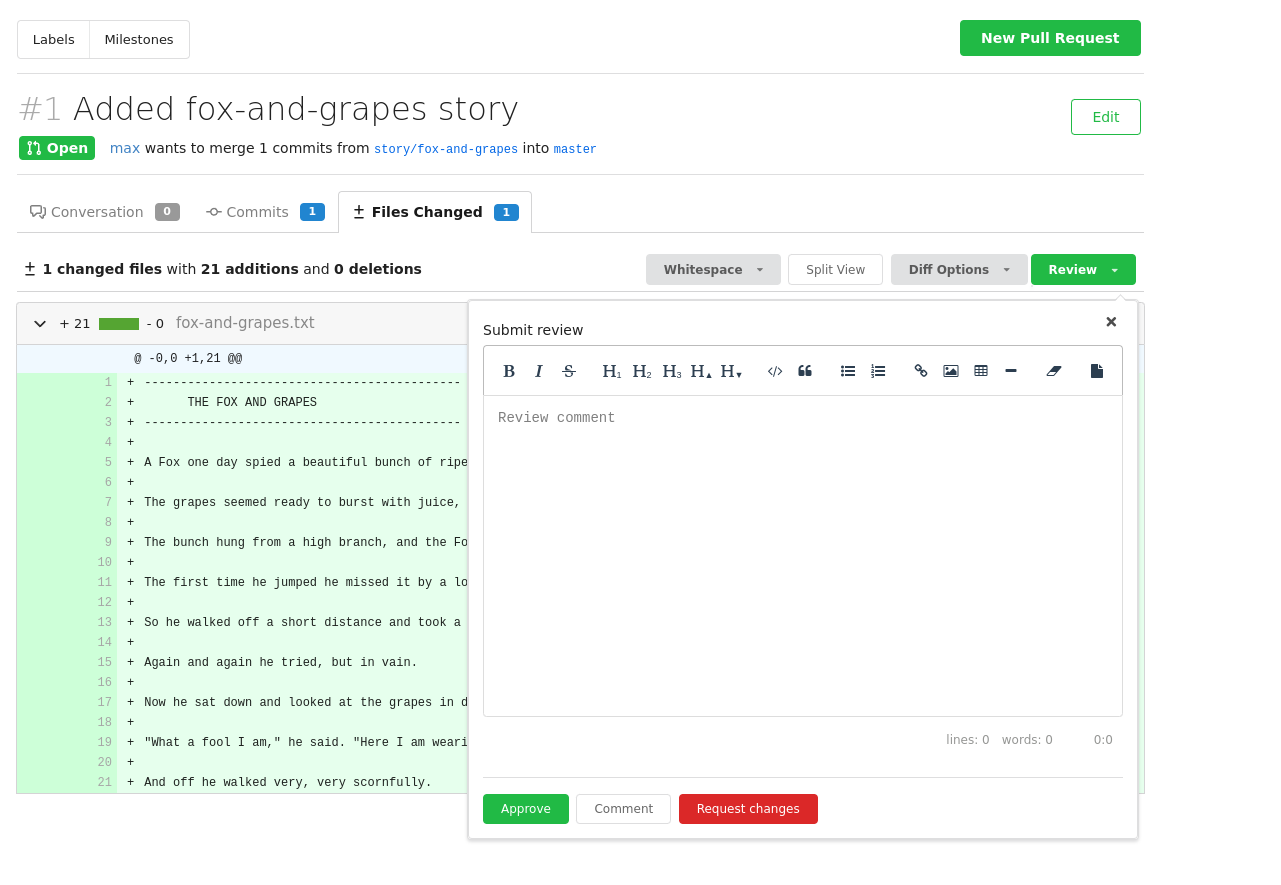 Labels Milestones New Pull Request
#1 Added fox-and-grapes story
Edit
Open max wants to merge 1 commits from story/fox-and-grapes into master
Conversation 0 Commits 1 Files Changed 1
1 changed files with 21 additions and 0 deletions Whitespace Split View Diff Options Review
+ 21 - 0 fox-and-grapes.txt
@ -0,0 +1,21 @@
1 + --------------------------------------------
2 + THE FOX AND GRAPES
3 + --------------------------------------------
4 +
5 + A Fox one day spied a beautiful bunch of ripe
6 +
7 + The grapes seemed ready to burst with juice,
8 +
9 + The bunch hung from a high branch, and the Fo
10 +
11 + The first time he jumped he missed it by a lo
12 +
13 + So he walked off a short distance and took a
14 +
15 + Again and again he tried, but in vain.
16 +
17 + Now he sat down and looked at the grapes in d
18 +
19 + "What a fool I am," he said. "Here I am weari
20 +
21 + And off he walked very, very scornfully.
Submit review
B I S H1 H2 H3 H▲ H▼
Review comment
lines: 0 words: 0 0:0
Approve Comment Request changes